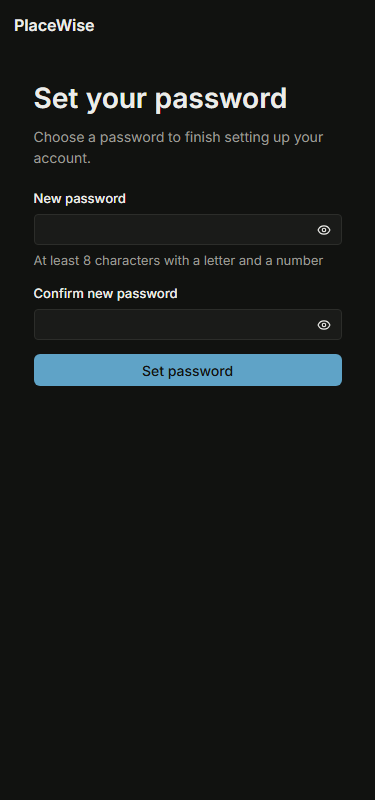 PlaceWise
Set your password
Choose a password to finish setting up your
account.
New password
At least 8 characters with a letter and a number
Confirm new password
Set password